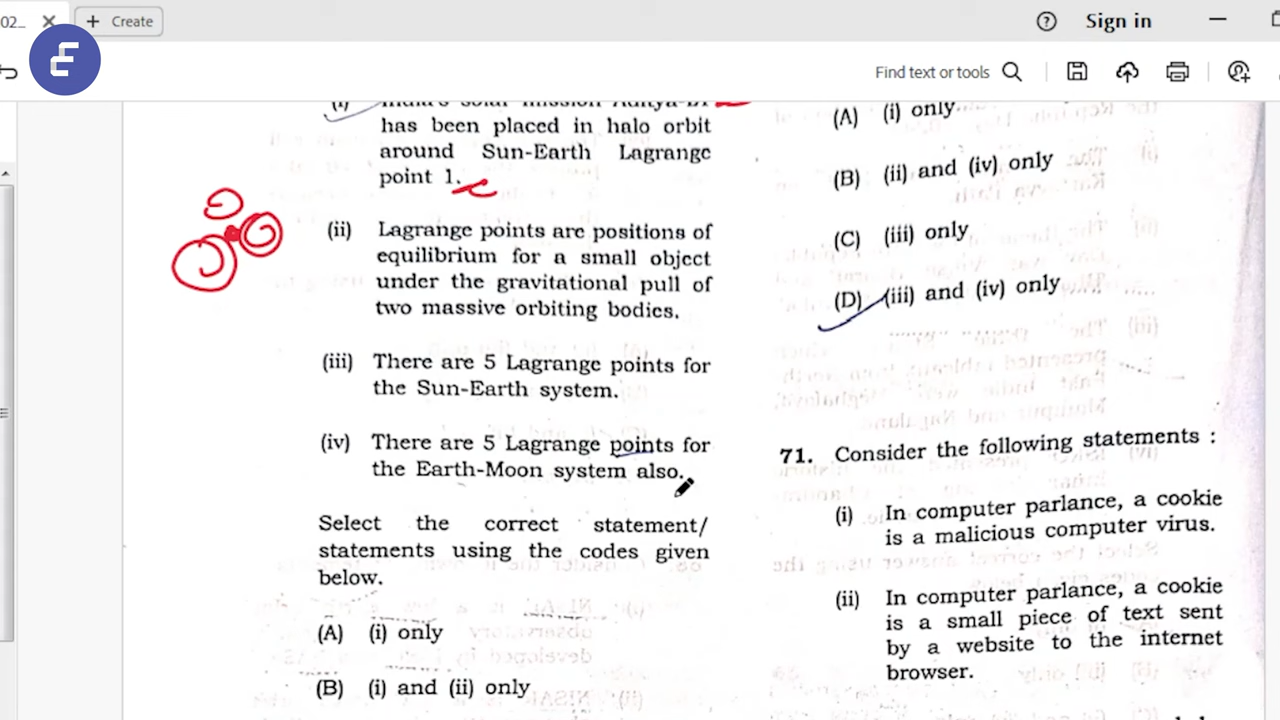 02_
Create
Sign in
Find text or tools
(i) India's solar mission Aditya-L1
has been placed in halo orbit
around Sun-Earth Lagrange
point 1.
(ii) Lagrange points are positions of
equilibrium for a small object
under the gravitational pull of
two massive orbiting bodies.
(iii) There are 5 Lagrange points for
the Sun-Earth system.
(iv) There are 5 Lagrange points for
the Earth-Moon system also.
Select the correct statement/
statements using the codes given
below.
(A) (i) only
(B) (i) and (ii) only
(A) (i) only
(B) (ii) and (iv) only
(C) (iii) only
(D) (iii) and (iv) only
71. Consider the following statements :
(i) In computer parlance, a cookie
is a malicious computer virus.
(ii) In computer parlance, a cookie
is a small piece of text sent
by a website to the internet
browser.